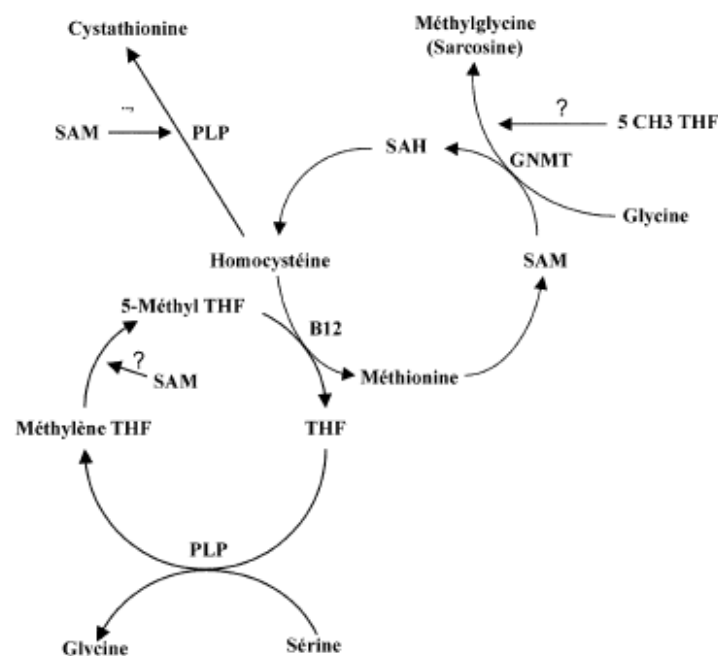 Cystathionine
Méthylglycine
(Sarcosine)
SAM
PLP
?
5 CH3 THF
SAH
GNMT
Glycine
Homocystéine
SAM
5-Méthyl THF
B12
?
SAM
Méthionine
Méthylène THF
THF
PLP
Glycine
Sérine